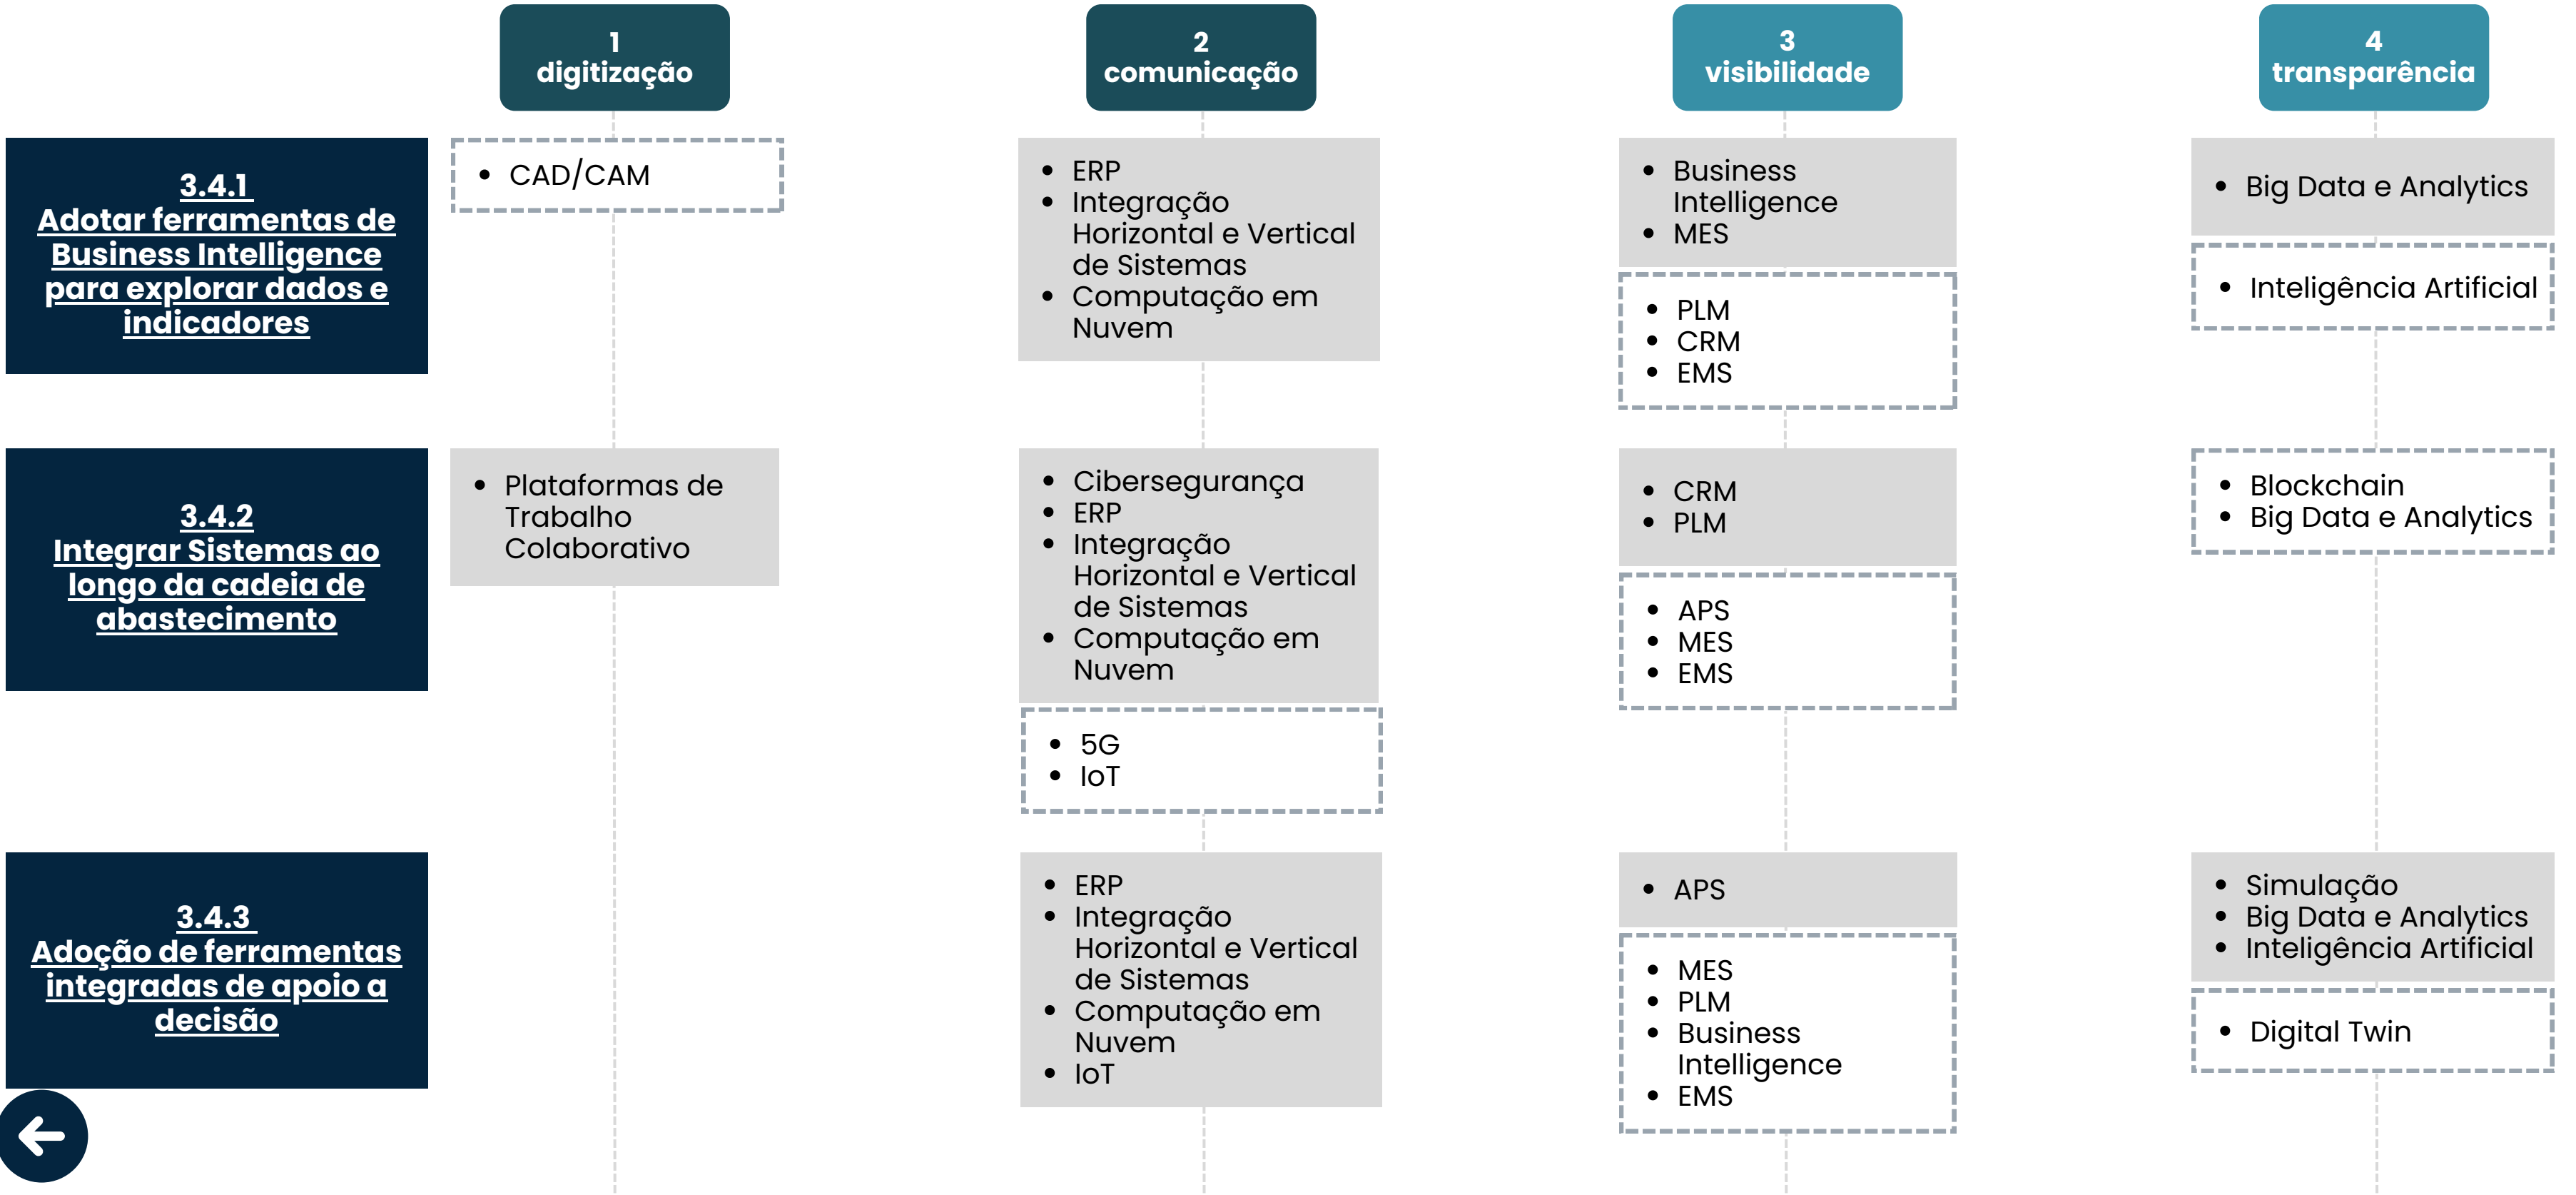 1
digitização
2
comunicação
3
visibilidade
4
transparência
3.4.1
Adotar ferramentas de
Business Intelligence
para explorar dados e
indicadores
• CAD/CAM
• ERP
• Integração
Horizontal e Vertical
de Sistemas
• Computação em
Nuvem
• Business
Intelligence
• MES
• PLM
• CRM
• EMS
• Big Data e Analytics
• Inteligência Artificial
3.4.2
Integrar Sistemas ao
longo da cadeia de
abastecimento
• Plataformas de
Trabalho
Colaborativo
• Cibersegurança
• ERP
• Integração
Horizontal e Vertical
de Sistemas
• Computação em
Nuvem
• 5G
• IoT
• CRM
• PLM
• APS
• MES
• EMS
• Blockchain
• Big Data e Analytics
3.4.3
Adoção de ferramentas
integradas de apoio a
decisão
• ERP
• Integração
Horizontal e Vertical
de Sistemas
• Computação em
Nuvem
• IoT
• APS
• MES
• PLM
• Business
Intelligence
• EMS
• Simulação
• Big Data e Analytics
• Inteligência Artificial
• Digital Twin